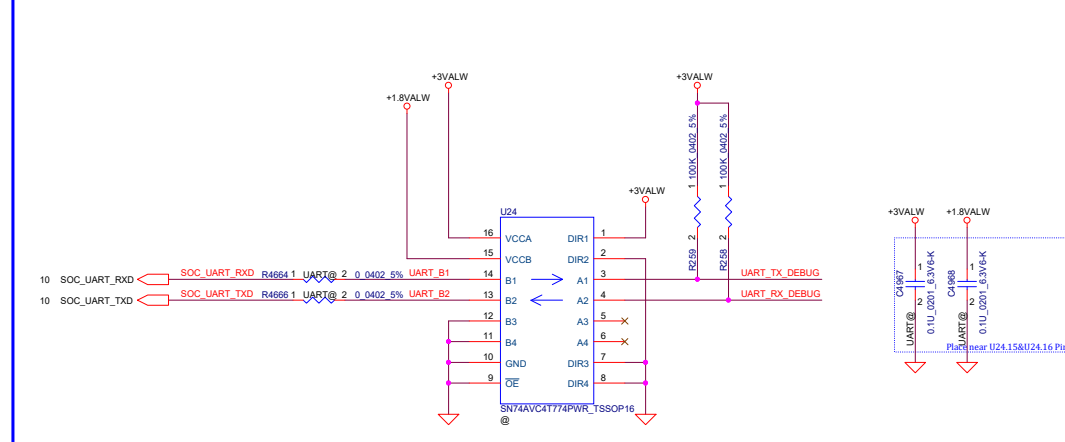 +3VALW
+3VALW
+1.8VALW
100K_0402_5%
100K_0402_5%
1
1
+3VALW
+3VALW
+1.8VALW
U24
2
2
R259
R258
16 VCCA DIR1 1
15 VCCB DIR2 2
10 SOC_UART_RXD SOC_UART_RXD R4664 1 UART@ 2 0_0402_5% UART_B1 14 B1 A1 3 UART_TX_DEBUG
10 SOC_UART_TXD SOC_UART_TXD R4666 1 UART@ 2 0_0402_5% UART_B2 13 B2 A2 4 UART_RX_DEBUG
12 B3 A3 5
11 B4 A4 6
10 GND DIR3 7
9 OE DIR4 8
SN74AVC4T774PWR_TSSOP16
@
C4967
1
2
UART@
0.1U_0201_6.3V6-K
C4968
1
2
UART@
0.1U_0201_6.3V6-K
Place near U24.15&U24.16 Pi